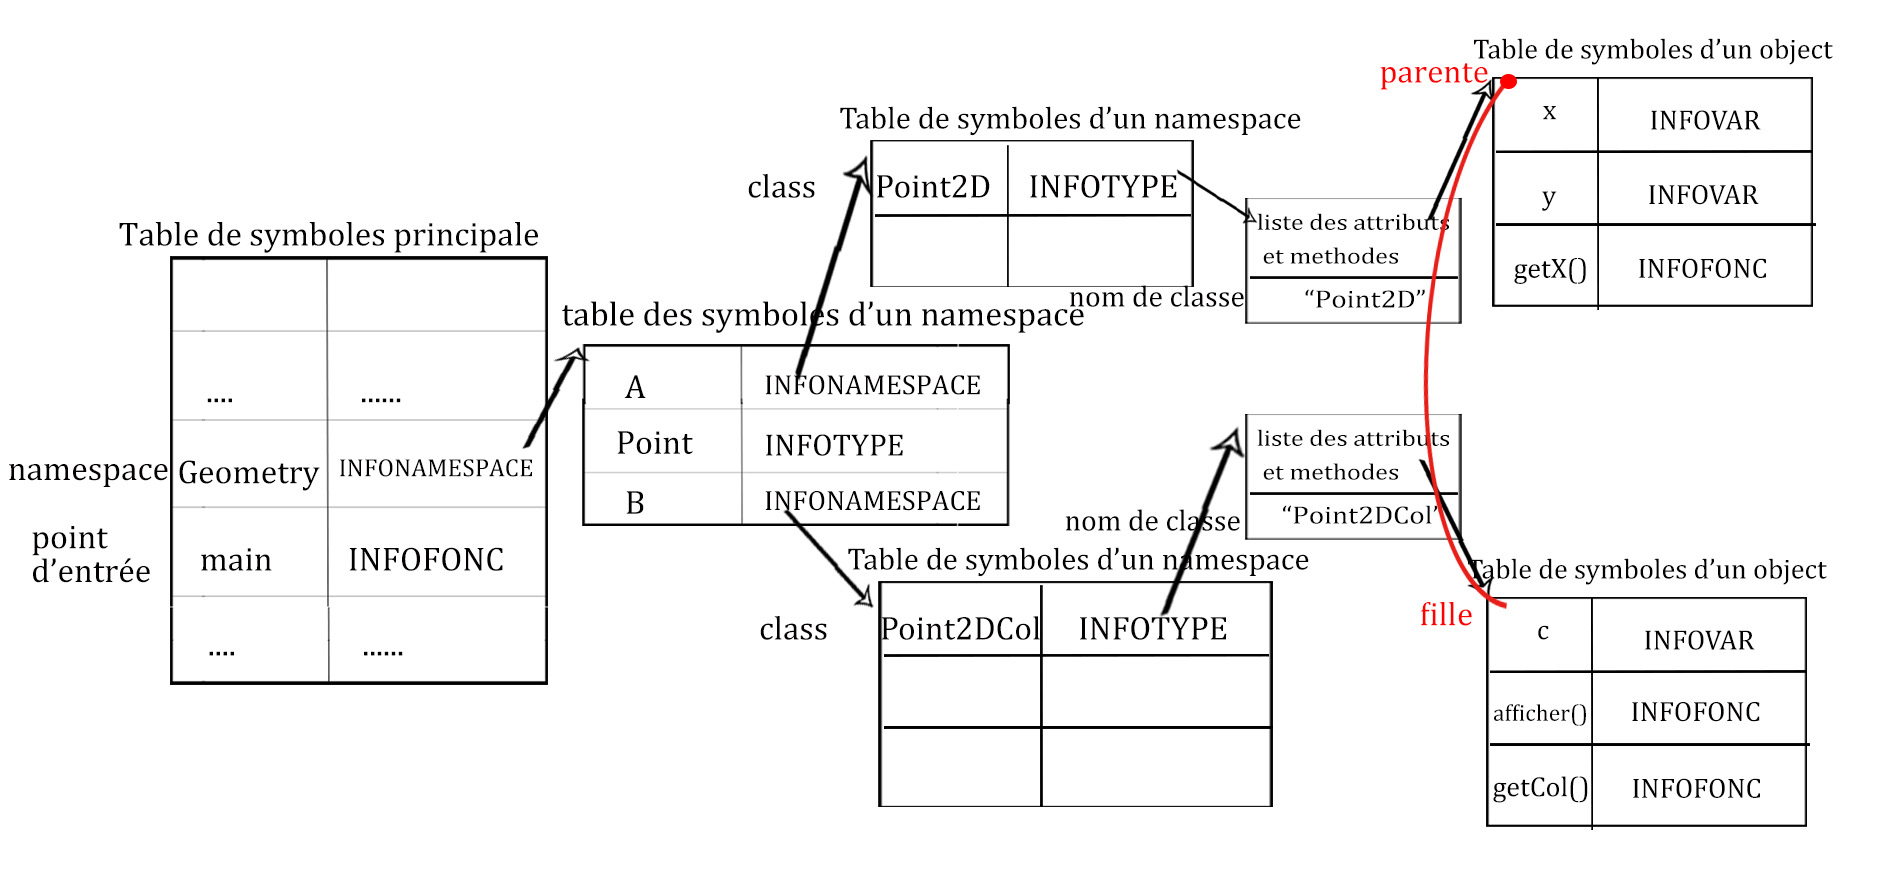 Table de symboles principale
.... ......
namespace Geometry INFONAMESPACE
point
d’entrée
main INFOFONC
.... ......
table des symboles d’un namespace
A INFONAMESPACE
Point INFOTYPE
B INFONAMESPACE
Table de symboles d’un namespace
class Point2D INFOTYPE
liste des attributs
et methodes
nom de classe “Point2D”
Table de symboles d’un object
parente
x INFOVAR
y INFOVAR
getX() INFOFONC
Table de symboles d’un namespace
class Point2DCol INFOTYPE
liste des attributs
et methodes
nom de classe “Point2DCol”
Table de symboles d’un object
fille
c INFOVAR
afficher() INFOFONC
getCol() INFOFONC